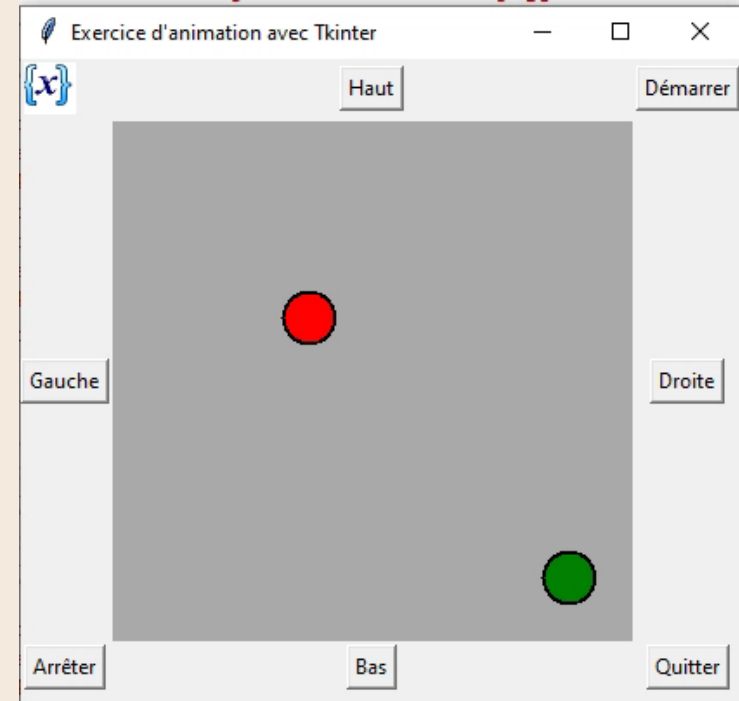 Exercice d'animation avec Tkinter
{x}
Haut
Démarrer
Gauche
Droite
Arrêter
Bas
Quitter